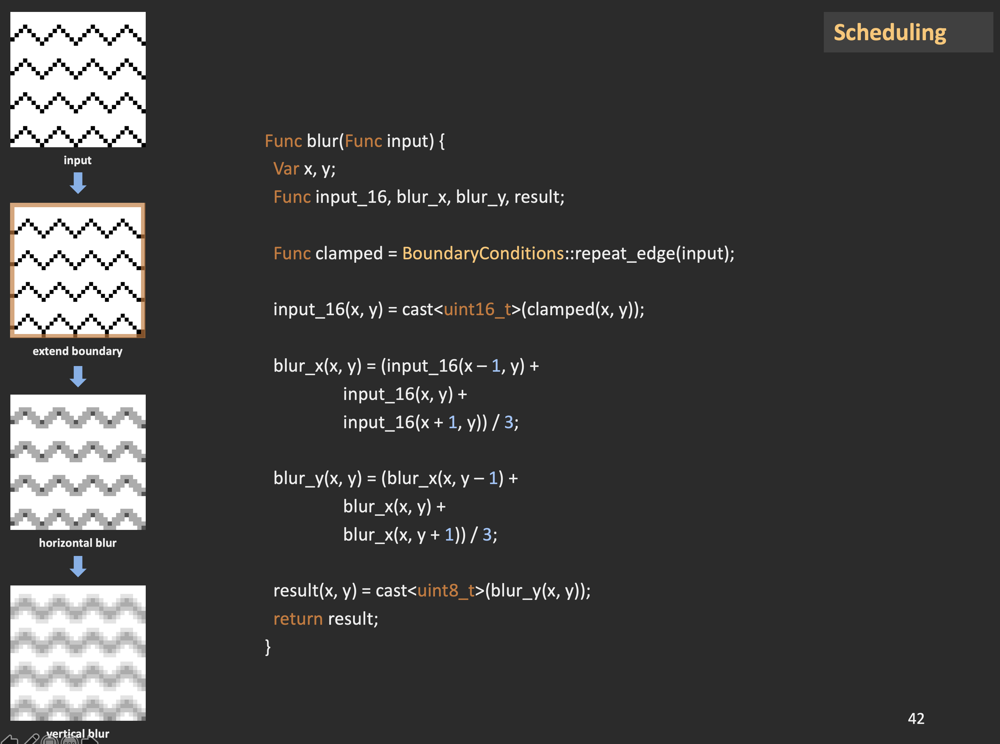 Scheduling
input
extend boundary
horizontal blur
vertical blur
Func blur(Func input) {
Var x, y;
Func input_16, blur_x, blur_y, result;
Func clamped = BoundaryConditions::repeat_edge(input);
input_16(x, y) = cast<uint16_t>(clamped(x, y));
blur_x(x, y) = (input_16(x – 1, y) +
input_16(x, y) +
input_16(x + 1, y)) / 3;
blur_y(x, y) = (blur_x(x, y – 1) +
blur_x(x, y) +
blur_x(x, y + 1)) / 3;
result(x, y) = cast<uint8_t>(blur_y(x, y));
return result;
}
42